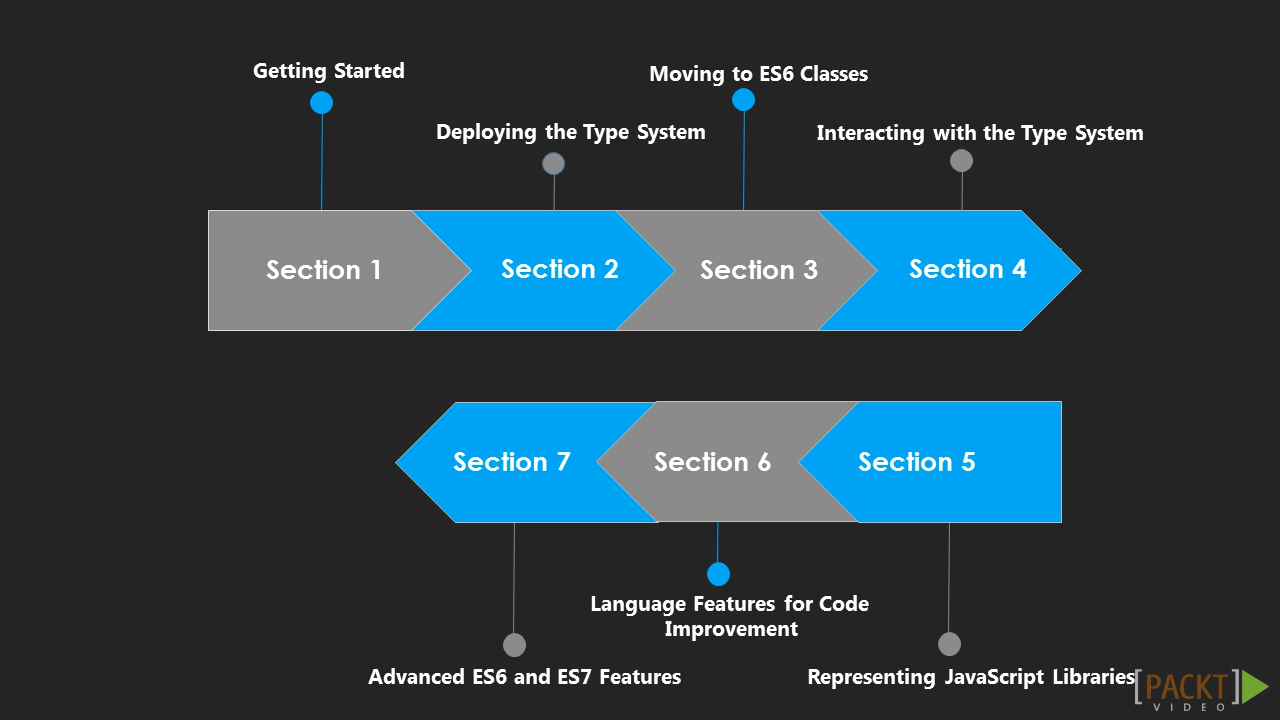 Getting Started
Moving to ES6 Classes
Deploying the Type System
Interacting with the Type System
Section 1
Section 2
Section 3
Section 4
Section 7
Section 6
Section 5
Language Features for Code
Improvement
Advanced ES6 and ES7 Features
Representing JavaScript Libraries
[PACKT]
VIDEO